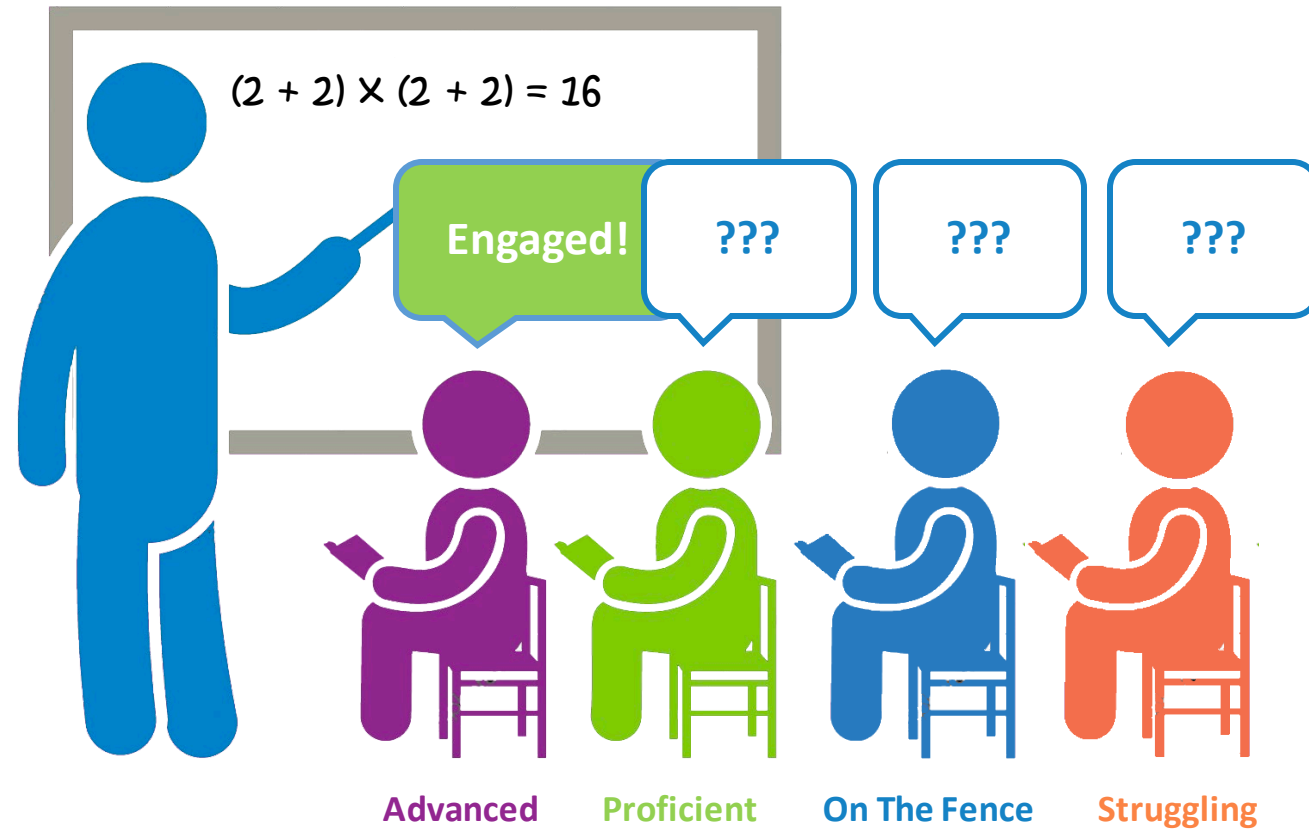 (2 + 2) X (2 + 2) = 16
Engaged!
???
???
???
Advanced
Proficient
On The Fence
Struggling